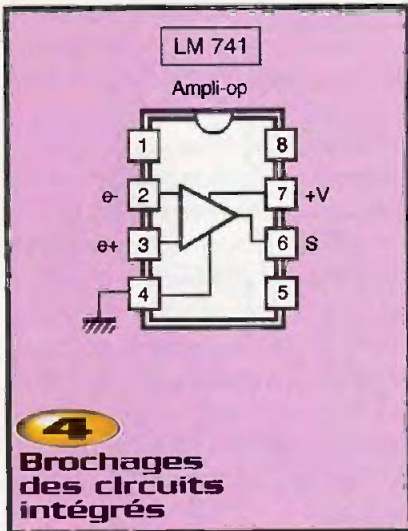 LM 741
Ampli-op
1 8
e- 2 7 +V
e+ 3 6 S
4 5
4
Brochages
des circuits
intégrés